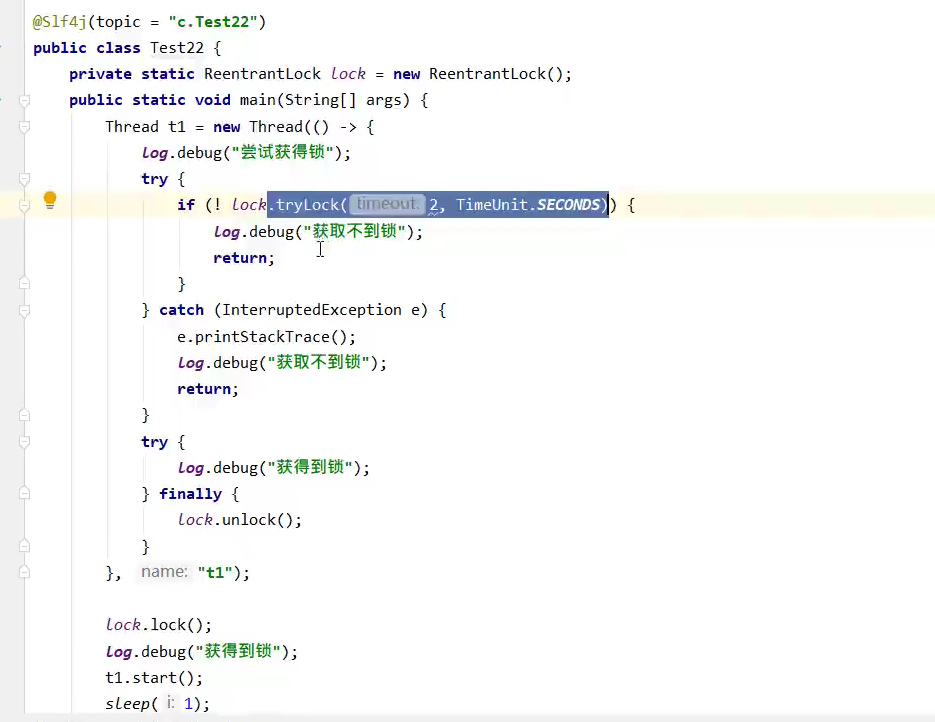 @Slf4j(topic = "c.Test22")
public class Test22 {
    private static ReentrantLock lock = new ReentrantLock();
    public static void main(String[] args) {
        Thread t1 = new Thread(() -> {
            log.debug("尝试获得锁");
            try {
                if (! lock.tryLock( timeout: 2, TimeUnit.SECONDS)) {
                    log.debug("获取不到锁");
                    return;
                }
            } catch (InterruptedException e) {
                e.printStackTrace();
                log.debug("获取不到锁");
                return;
            }
            try {
                log.debug("获得到锁");
            } finally {
                lock.unlock();
            }
        }, name: "t1");

        lock.lock();
        log.debug("获得到锁");
        t1.start();
        sleep( i: 1);